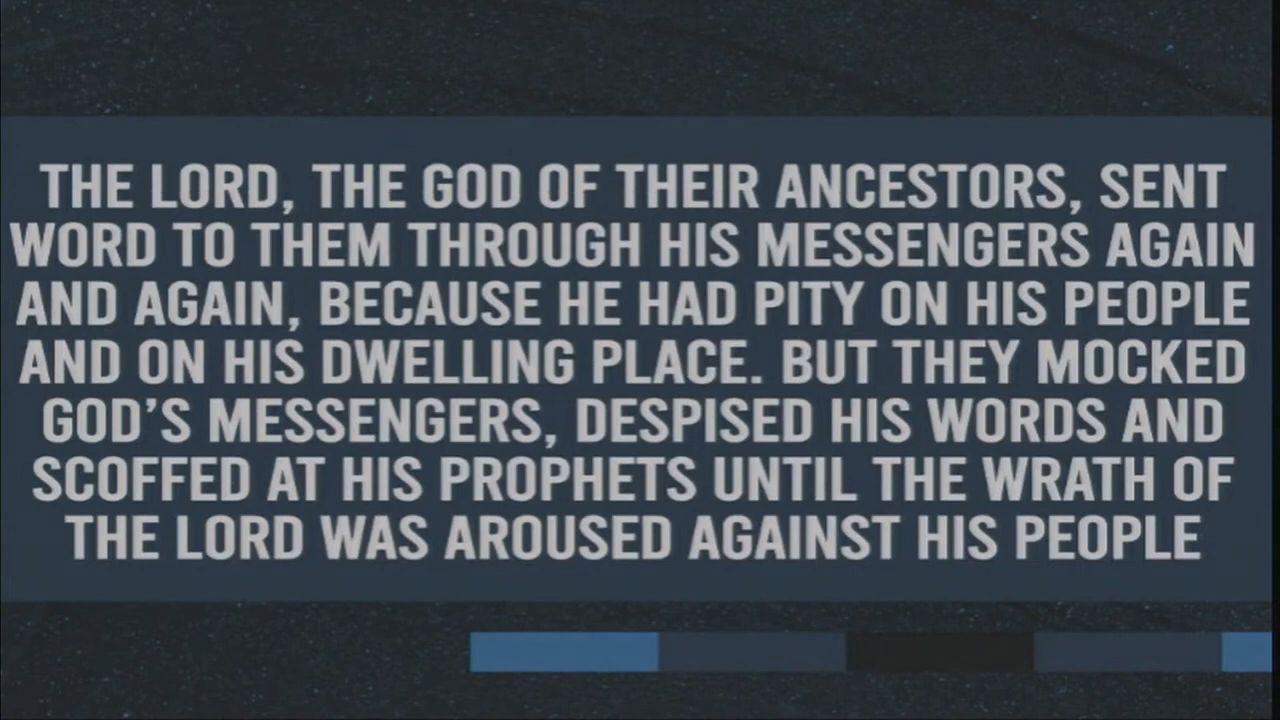 THE LORD, THE GOD OF THEIR ANCESTORS, SENT
WORD TO THEM THROUGH HIS MESSENGERS AGAIN
AND AGAIN, BECAUSE HE HAD PITY ON HIS PEOPLE
AND ON HIS DWELLING PLACE. BUT THEY MOCKED
GOD’S MESSENGERS, DESPISED HIS WORDS AND
SCOFFED AT HIS PROPHETS UNTIL THE WRATH OF
THE LORD WAS AROUSED AGAINST HIS PEOPLE